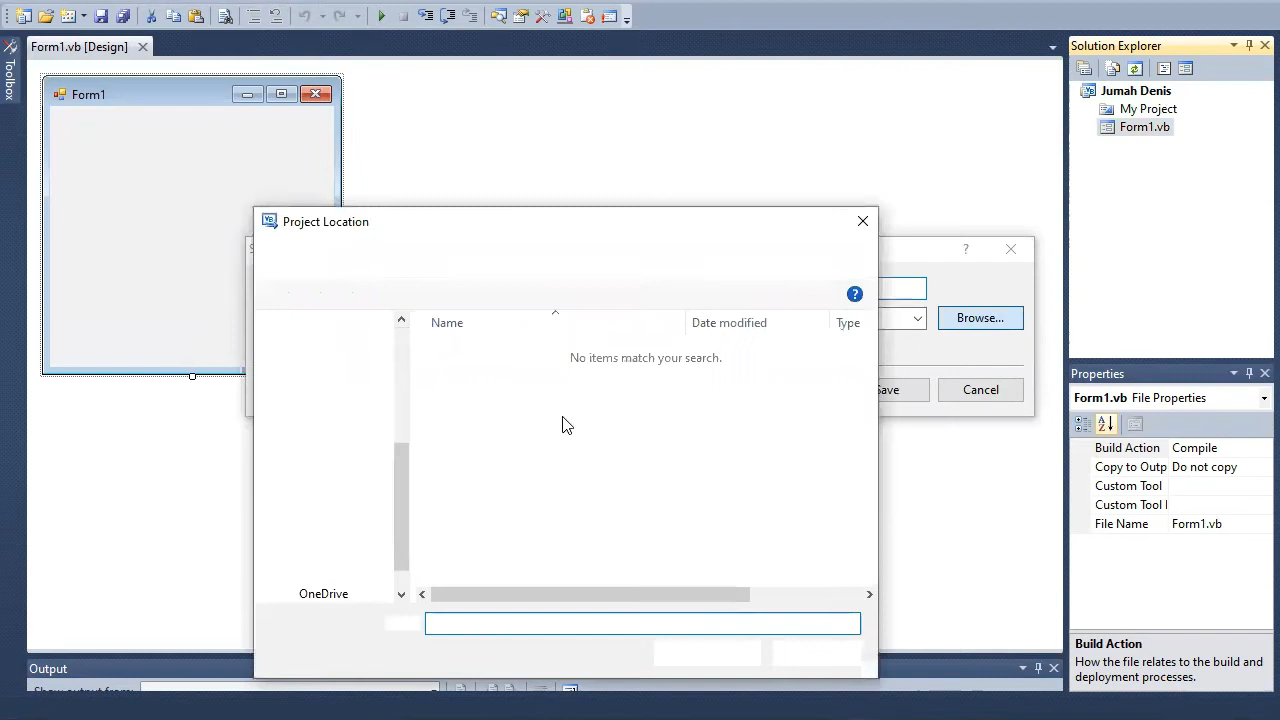 Form1.vb [Design]
Solution Explorer
Toolbox
Form1
Jumah Denis
My Project
Form1.vb
Project Location
?
?
Name
Date modified
Type
Browse...
No items match your search.
Save
Cancel
OneDrive
Properties
Form1.vb File Properties
Build Action Compile
Copy to Outp Do not copy
Custom Tool
Custom Tool
File Name Form1.vb
Build Action
How the file relates to the build and
deployment processes.
Output
Show output from: